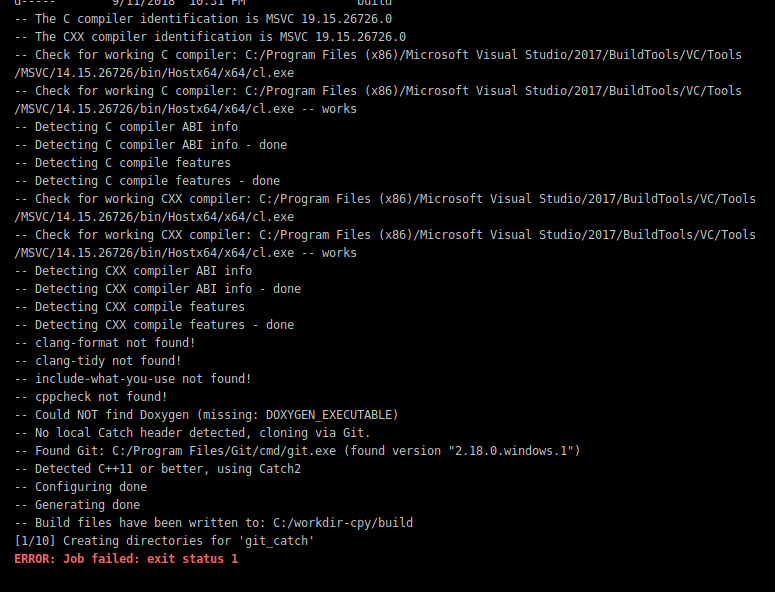 d----- 9/11/2018 10:31 PM build
-- The C compiler identification is MSVC 19.15.26726.0
-- The CXX compiler identification is MSVC 19.15.26726.0
-- Check for working C compiler: C:/Program Files (x86)/Microsoft Visual Studio/2017/BuildTools/VC/Tools
/MSVC/14.15.26726/bin/Hostx64/x64/cl.exe
-- Check for working C compiler: C:/Program Files (x86)/Microsoft Visual Studio/2017/BuildTools/VC/Tools
/MSVC/14.15.26726/bin/Hostx64/x64/cl.exe -- works
-- Detecting C compiler ABI info
-- Detecting C compiler ABI info - done
-- Detecting C compile features
-- Detecting C compile features - done
-- Check for working CXX compiler: C:/Program Files (x86)/Microsoft Visual Studio/2017/BuildTools/VC/Tools
/MSVC/14.15.26726/bin/Hostx64/x64/cl.exe
-- Check for working CXX compiler: C:/Program Files (x86)/Microsoft Visual Studio/2017/BuildTools/VC/Tools
/MSVC/14.15.26726/bin/Hostx64/x64/cl.exe -- works
-- Detecting CXX compiler ABI info
-- Detecting CXX compiler ABI info - done
-- Detecting CXX compile features
-- Detecting CXX compile features - done
-- clang-format not found!
-- clang-tidy not found!
-- include-what-you-use not found!
-- cppcheck not found!
-- Could NOT find Doxygen (missing: DOXYGEN_EXECUTABLE)
-- No local Catch header detected, cloning via Git.
-- Found Git: C:/Program Files/Git/cmd/git.exe (found version "2.18.0.windows.1")
-- Detected C++11 or better, using Catch2
-- Configuring done
-- Generating done
-- Build files have been written to: C:/workdir-cpy/build
[1/10] Creating directories for 'git_catch'
ERROR: Job failed: exit status 1